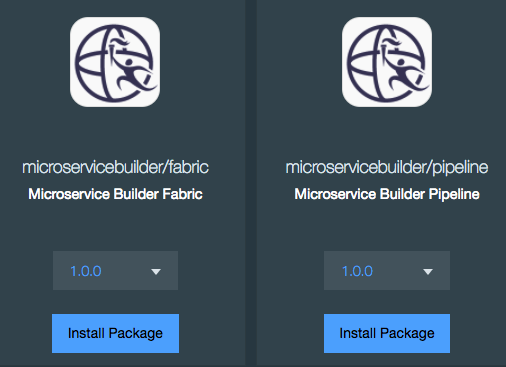 microservicebuilder/fabric
Microservice Builder Fabric
1.0.0
Install Package
microservicebuilder/pipeline
Microservice Builder Pipeline
1.0.0
Install Package